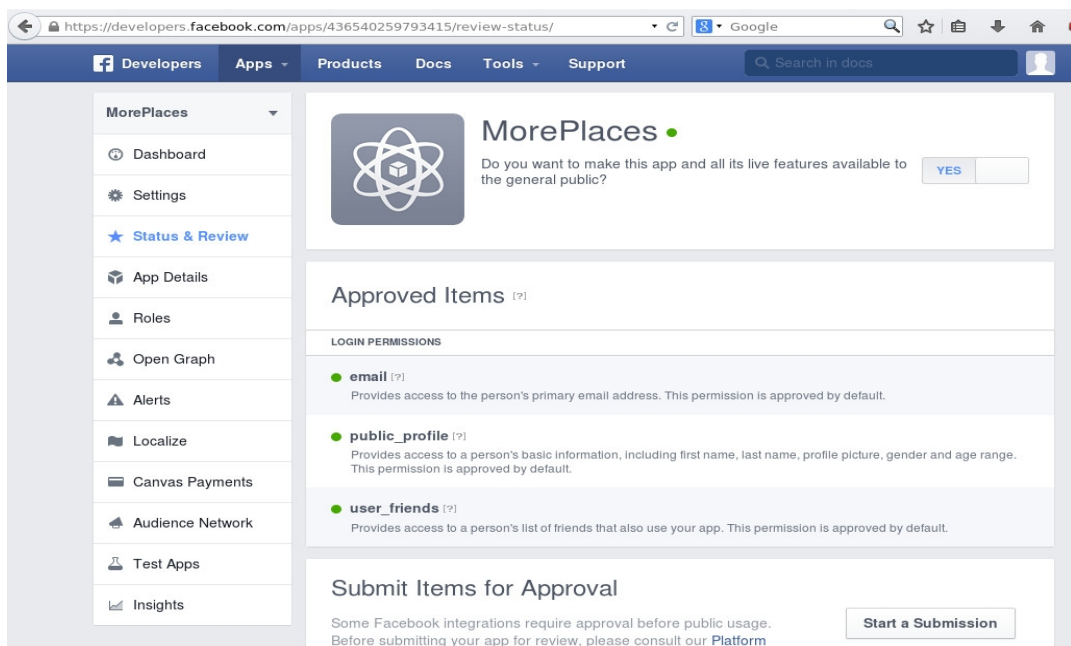 https://developers.facebook.com/apps/436540259793415/review-status/
Google
Developers
Apps
Products
Docs
Tools
Support
Search in docs
MorePlaces
Dashboard
Settings
Status & Review
App Details
Roles
Open Graph
Alerts
Localize
Canvas Payments
Audience Network
Test Apps
Insights
MorePlaces
Do you want to make this app and all its live features available to
the general public?
YES
Approved Items [?]
LOGIN PERMISSIONS
email [?]
Provides access to the person's primary email address. This permission is approved by default.
public_profile [?]
Provides access to a person's basic information, including first name, last name, profile picture, gender and age range.
This permission is approved by default.
user_friends [?]
Provides access to a person's list of friends that also use your app. This permission is approved by default.
Submit Items for Approval
Some Facebook integrations require approval before public usage.
Before submitting your app for review, please consult our Platform
Start a Submission